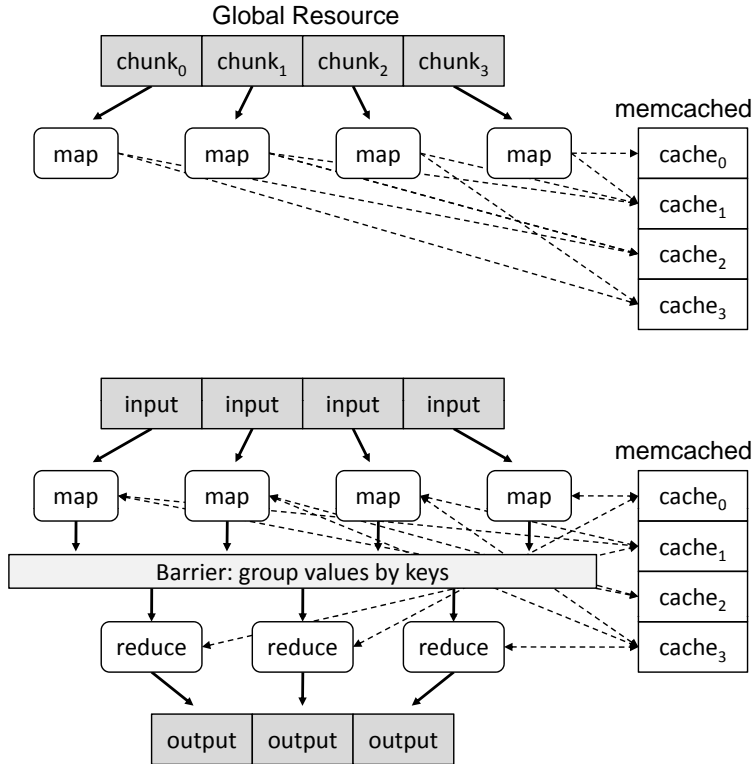 Global Resource
chunk0 chunk1 chunk2 chunk3
memcached
map map map map
cache0
cache1
cache2
cache3
input input input input
memcached
map map map map
cache0
cache1
cache2
cache3
Barrier: group values by keys
reduce reduce reduce
output output output